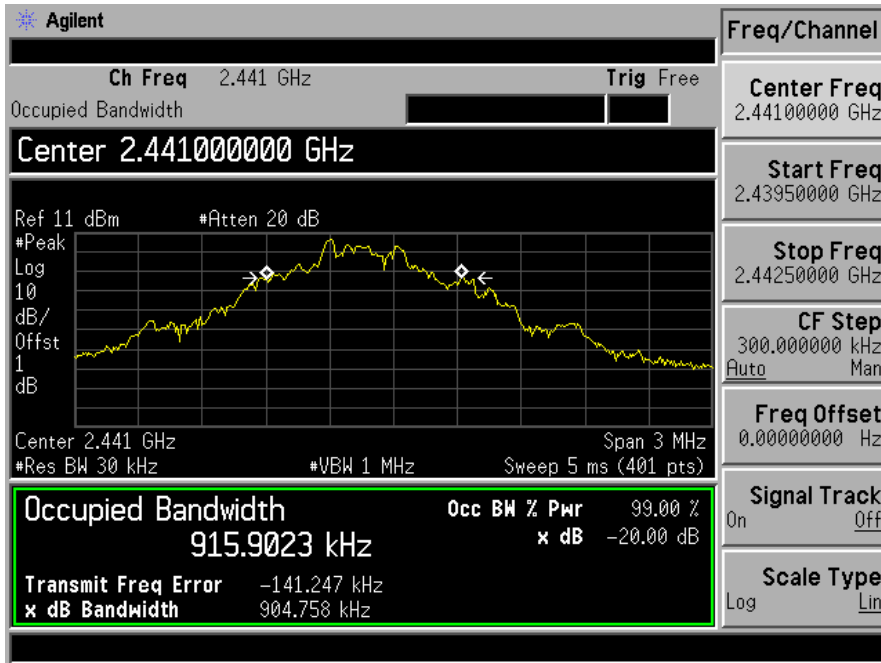 Agilent
Freq/Channel
Ch Freq 2.441 GHz Trig Free
Occupied Bandwidth
Center 2.441000000 GHz
Ref 11 dBm #Atten 20 dB
#Peak
Log
10
dB/
Offst
1
dB
Center 2.441 GHz Span 3 MHz
#Res BW 30 kHz #VBW 1 MHz Sweep 5 ms (401 pts)
Occupied Bandwidth
915.9023 kHz
Occ BW % Pwr 99.00 %
x dB -20.00 dB
Transmit Freq Error -141.247 kHz
x dB Bandwidth 904.758 kHz
Center Freq
2.44100000 GHz
Start Freq
2.43950000 GHz
Stop Freq
2.44250000 GHz
CF Step
300.000000 kHz
Auto Man
Freq Offset
0.00000000 Hz
Signal Track
On Off
Scale Type
Log Lin